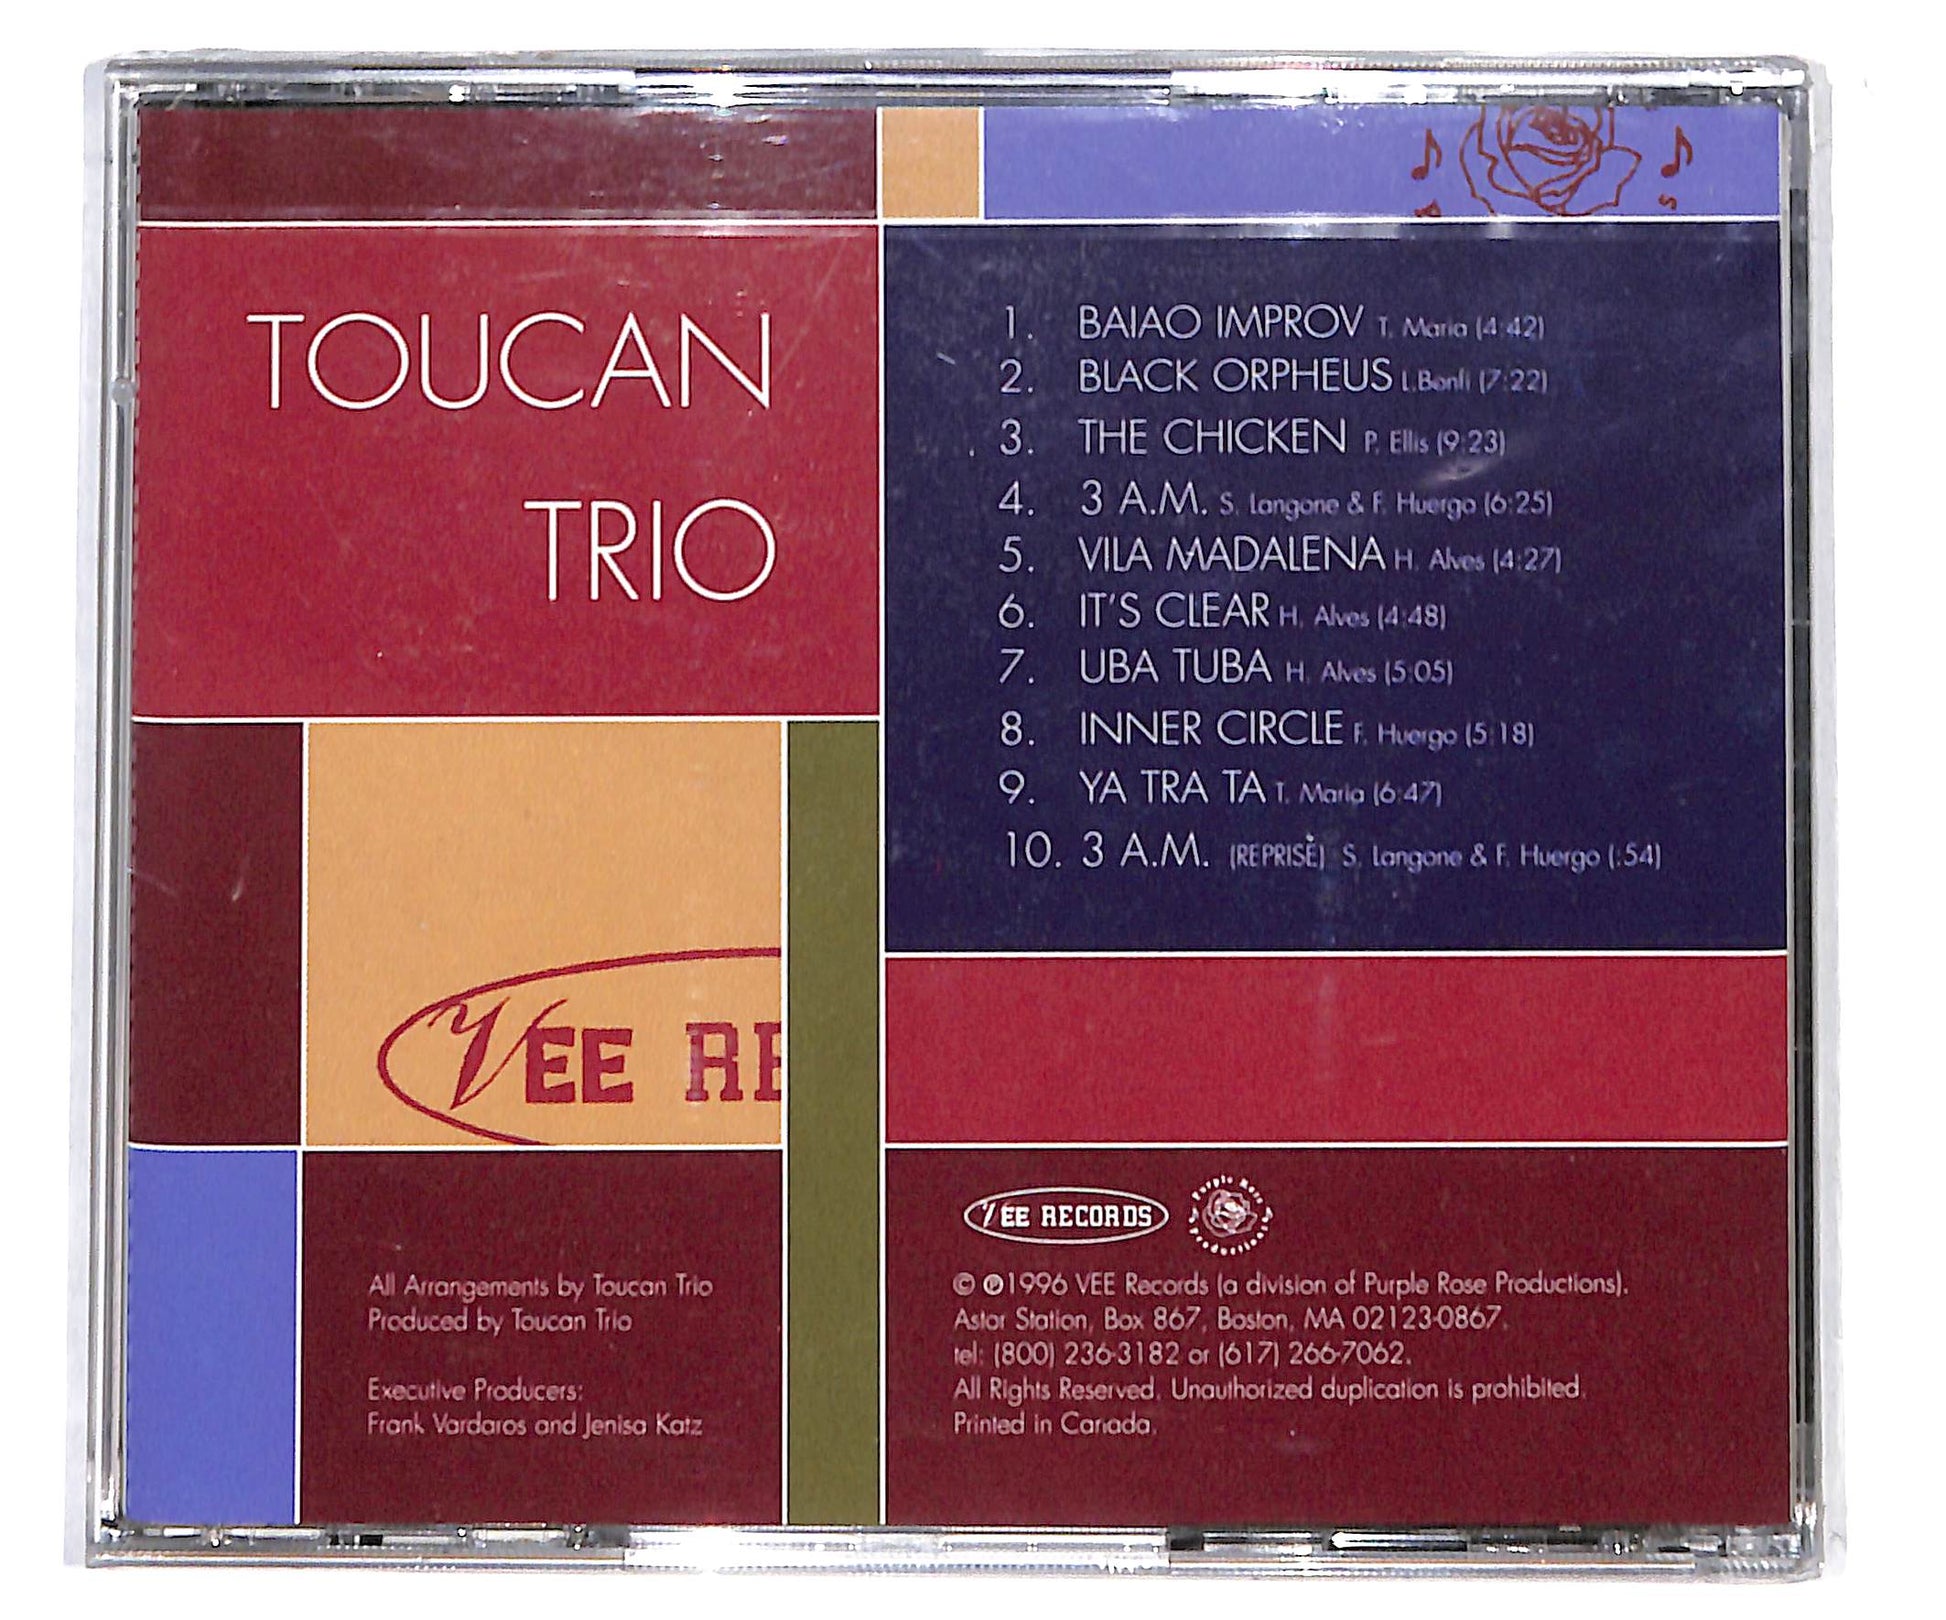 TOUCAN
TRIO
1. BAIAO IMPROV T. Maria (4:42)
2. BLACK ORPHEUS L.Bonfi (7:22)
3. THE CHICKEN P. Ellis (9:23)
4. 3 A.M. S. Langone & F. Huergo (6:25)
5. VILA MADALENA H. Alves (4:27)
6. IT'S CLEAR H. Alves (4:48)
7. UBA TUBA H. Alves (5:05)
8. INNER CIRCLE F. Huergo (5:18)
9. YA TRA TA T. Maria (6:47)
10. 3 A.M. (REPRISÈ) S. Langone & F. Huergo (:54)
VEE RE
All Arrangements by Toucan Trio
Produced by Toucan Trio
Executive Producers:
Frank Vardaros and Jenisa Katz
VEE RECORDS
Purple Rose
Productions
© ℗1996 VEE Records (a division of Purple Rose Productions).
Astor Station, Box 867, Boston, MA 02123-0867.
tel: (800) 236-3182 or (617) 266-7062.
All Rights Reserved. Unauthorized duplication is prohibited.
Printed in Canada.